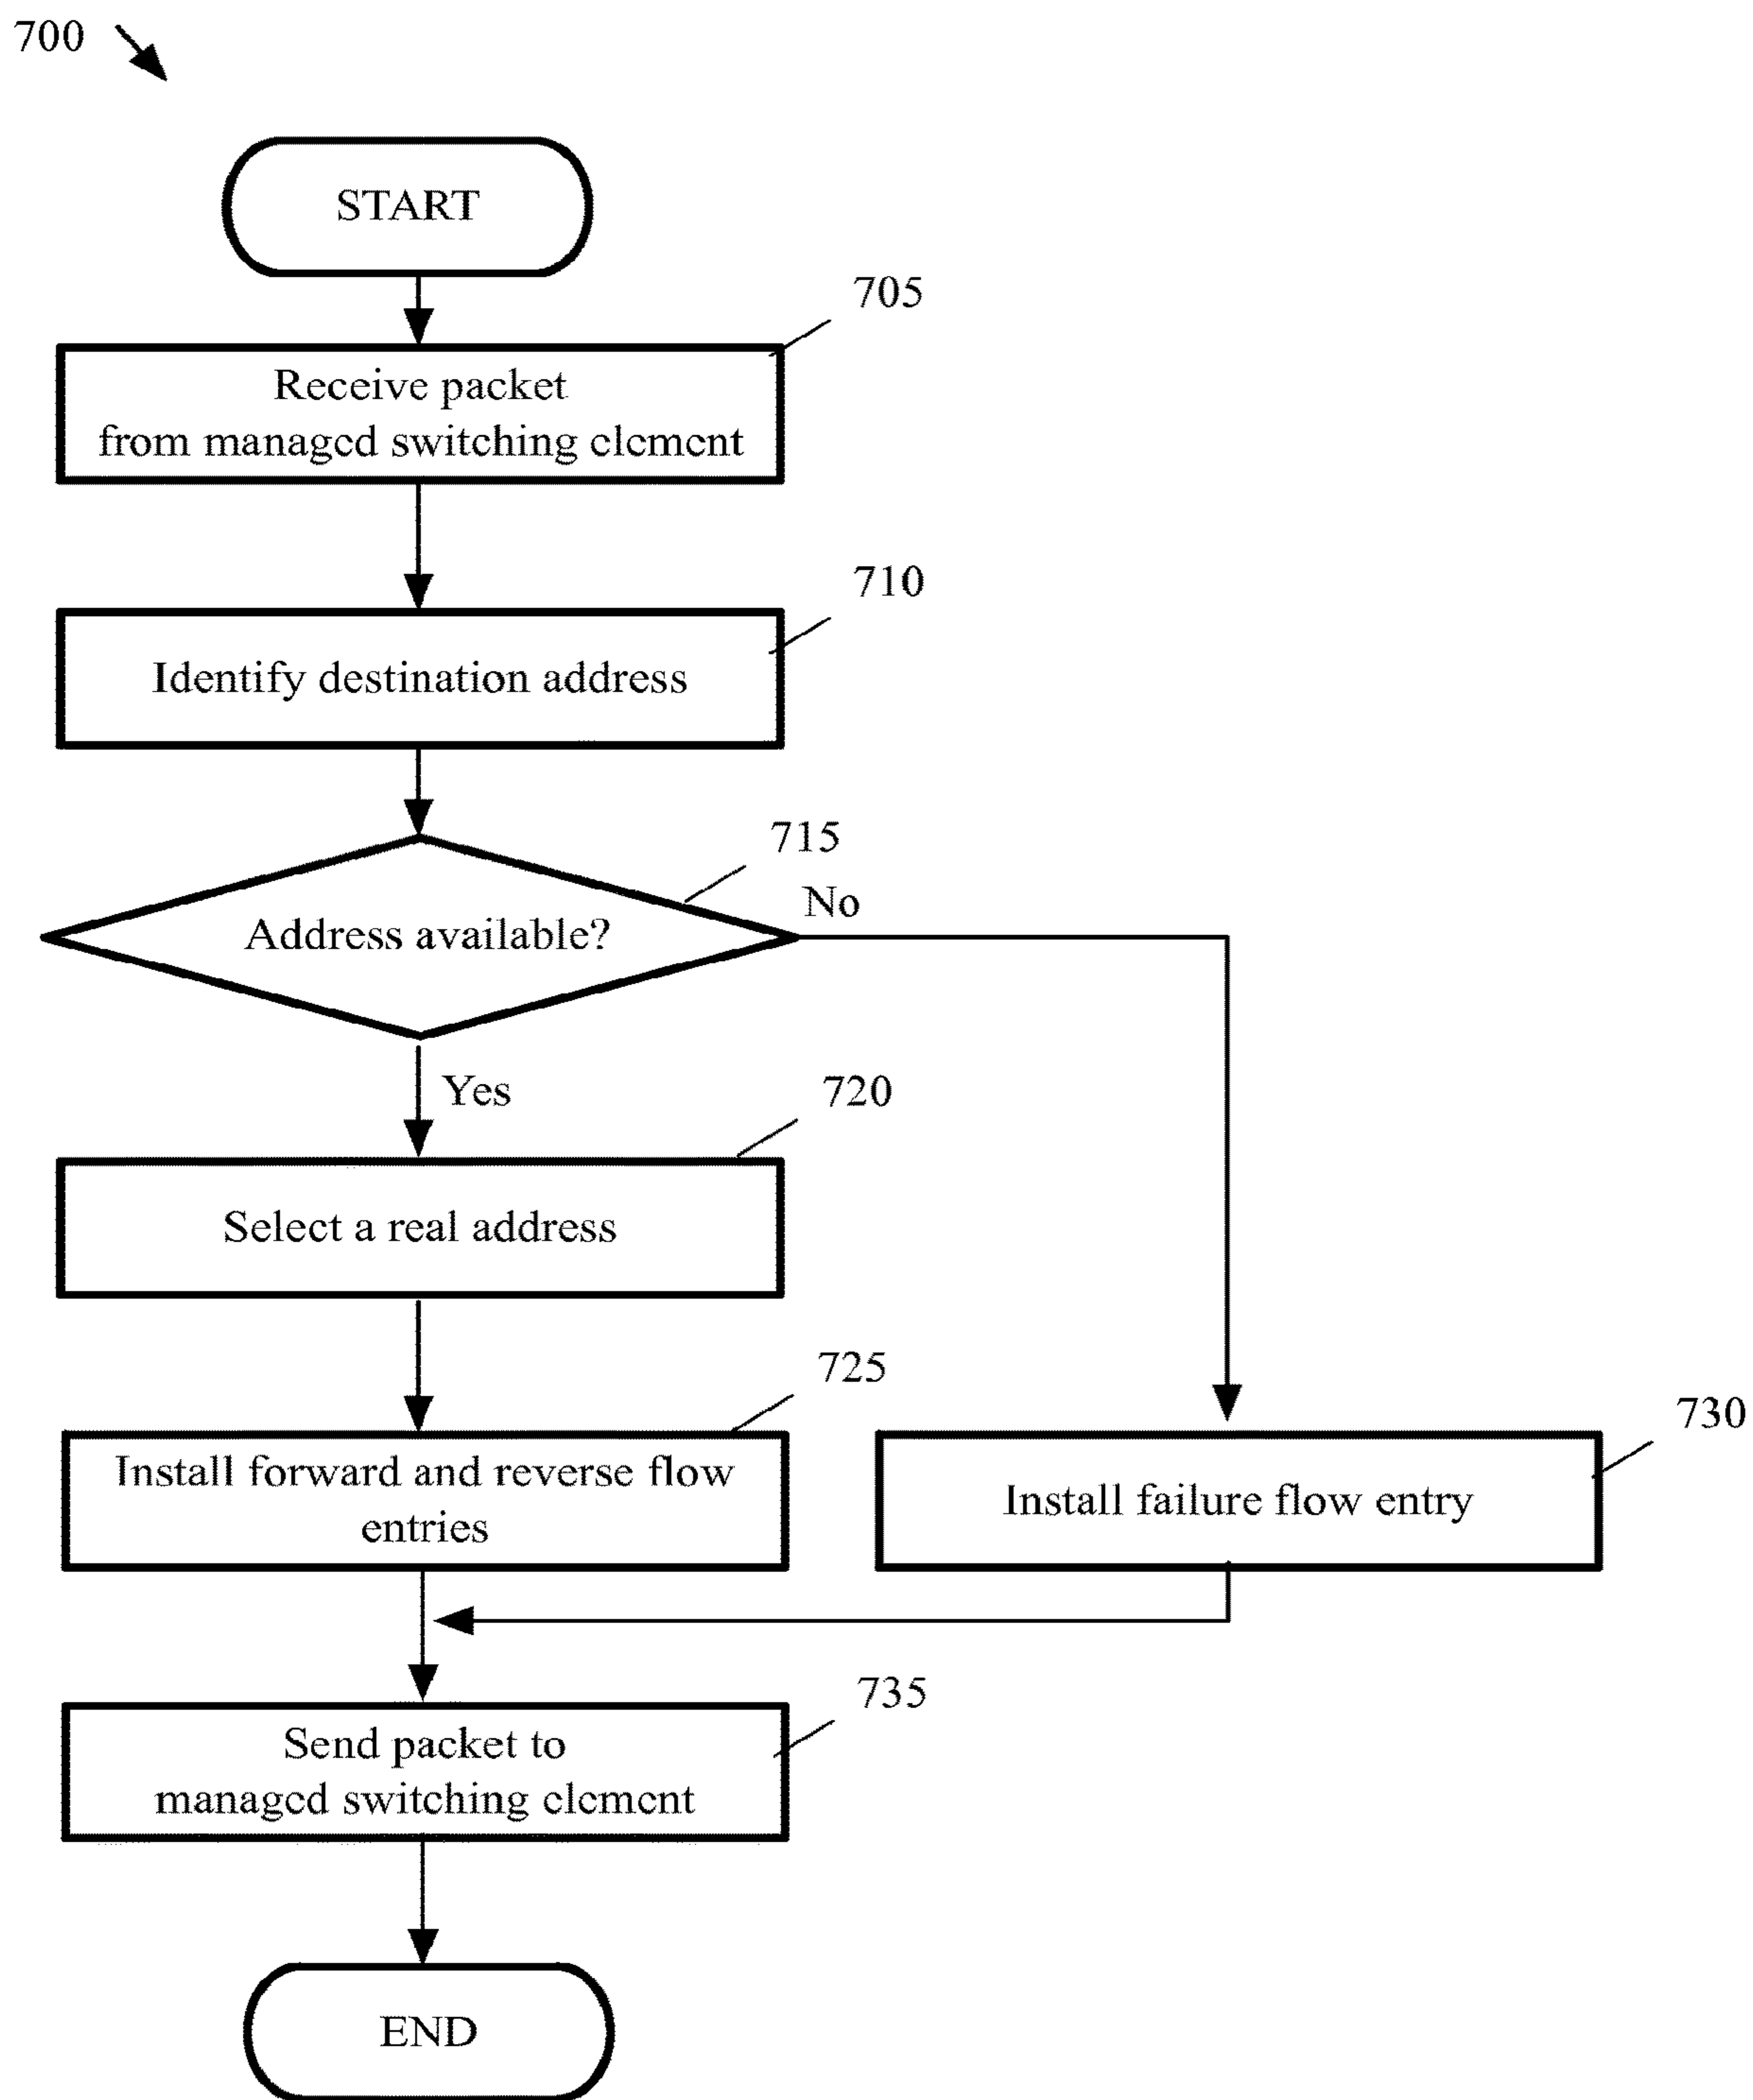 700
START
705
Receive packet
from managed switching element
710
Identify destination address
715
Address available?
No
Yes
720
Select a real address
725
Install forward and reverse flow
entries
730
Install failure flow entry
735
Send packet to
managed switching element
END